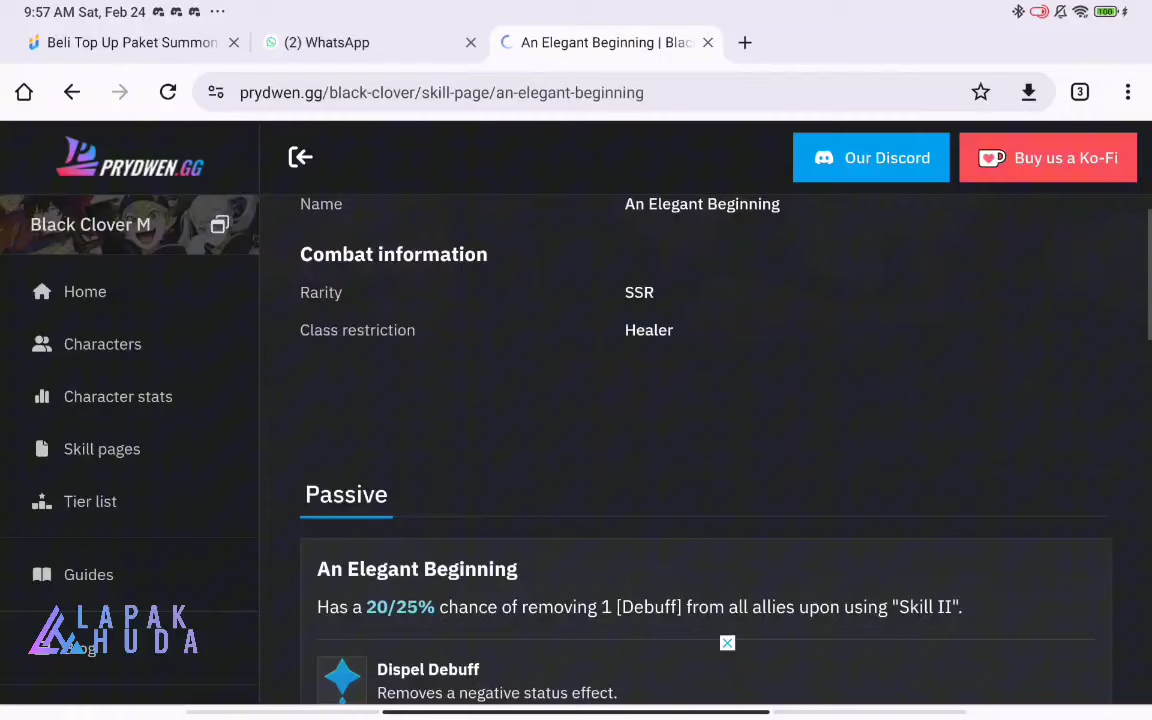 9:57 AM Sat, Feb 24
100
Beli Top Up Paket Summon
(2) WhatsApp
An Elegant Beginning | Blac
prydwen.gg/black-clover/skill-page/an-elegant-beginning
3
PRYDWEN.GG
Our Discord
Buy us a Ko-Fi
Black Clover M
Name
An Elegant Beginning
Combat information
Home
Rarity
SSR
Class restriction
Healer
Characters
Character stats
Skill pages
Tier list
Passive
Guides
An Elegant Beginning
Has a 20/25% chance of removing 1 [Debuff] from all allies upon using "Skill II".
LAPAK
HUDA
Dispel Debuff
Removes a negative status effect.